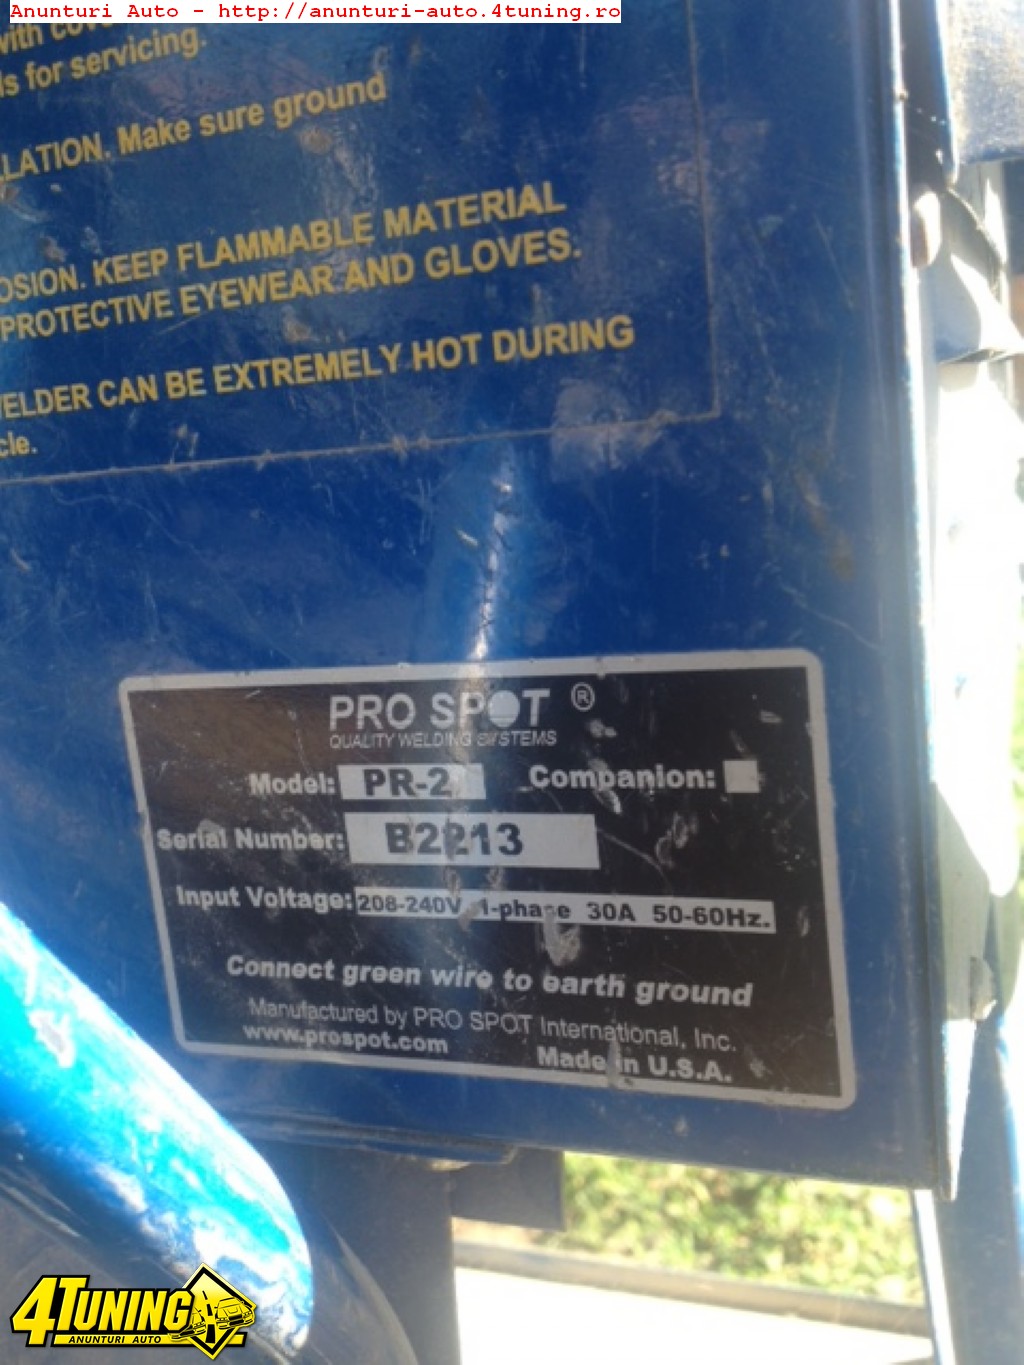 Anunturi Auto - http://anunturi-auto.4tuning.ro
with
for servicing.
LATION. Make sure ground
OSION. KEEP FLAMMABLE MATERIAL
PROTECTIVE EYEWEAR AND GLOVES.
WELDER CAN BE EXTREMELY HOT DURING
cle.
PRO SPOT ®
QUALITY WELDING SYSTEMS
Model: PR-2 Companion:
Serial Number: B2213
Input Voltage: 208-240V 1-phase 30A 50-60Hz.
Connect green wire to earth ground
Manufactured by PRO SPOT International, Inc.
www.prospot.com Made in U.S.A.
4TUNING
ANUNTURI AUTO